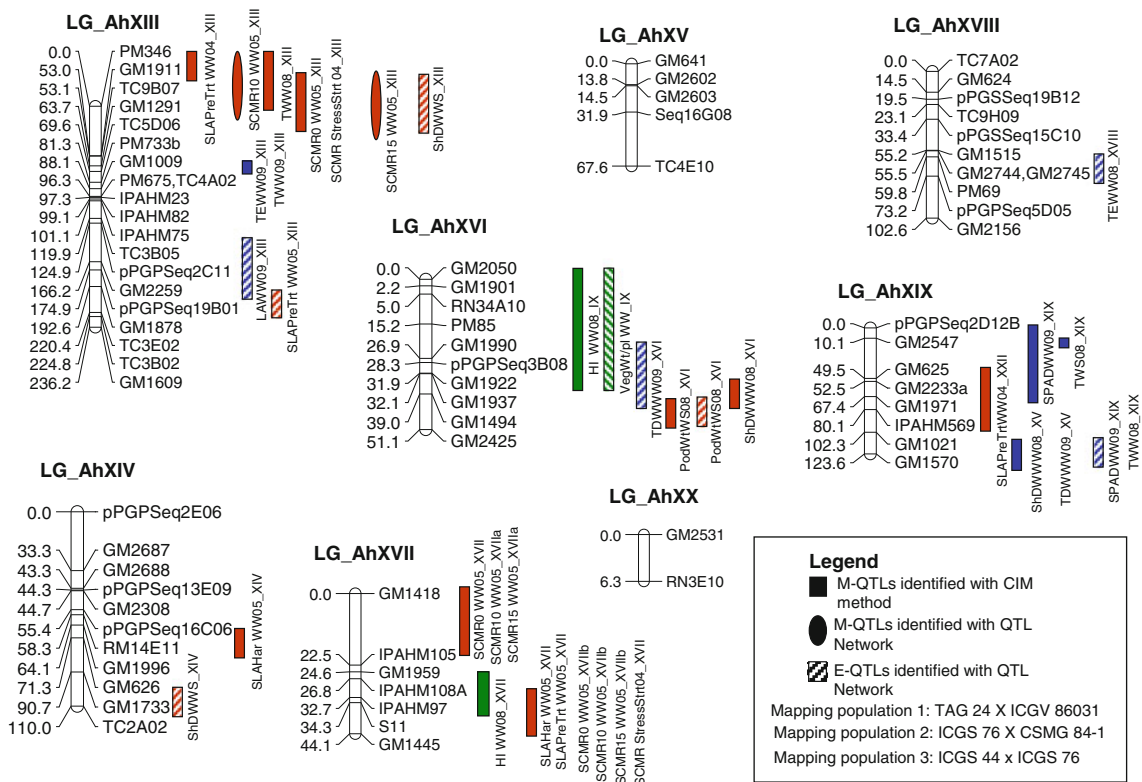 LG_AhXIII
0.0 PM346
53.0 GM1911
53.1 TC9B07
63.7 GM1291
69.6 TC5D06
81.3 PM733b
88.1 GM1009
96.3 PM675,TC4A02
97.3 IPAHM23
99.1 IPAHM82
101.1 IPAHM75
119.9 TC3B05
124.9 pPGPSeq2C11
166.2 GM2259
174.9 pPGPSeq19B01
192.6 GM1878
220.4 TC3E02
224.8 TC3B02
236.2 GM1609
SLAPreTrt WW04_XIII
SCMR10 WW05_XIII
TWW08_XIII
SCMR0 WW05_XIII
SCMR StressStrt 04_XIII
SCMR15 WW05_XIII
ShDWWS_XIII
TEWW09_XIII
TWW09_XIII
LAWW09_XIII
SLAPreTrt WW05_XIII
LG_AhXV
0.0 GM641
13.8 GM2602
14.5 GM2603
31.9 Seq16G08
67.6 TC4E10
LG_AhXVIII
0.0 TC7A02
14.5 GM624
19.5 pPGSSeq19B12
23.1 TC9H09
33.4 pPGSSeq15C10
55.2 GM1515
55.5 GM2744,GM2745
59.8 PM69
73.2 pPGPSeq5D05
102.6 GM2156
TEWW08_XVIII
LG_AhXVI
0.0 GM2050
2.2 GM1901
5.0 RN34A10
15.2 PM85
26.9 GM1990
28.3 pPGPSeq3B08
31.9 GM1922
32.1 GM1937
39.0 GM1494
51.1 GM2425
HI WW08_IX
VegWt/pl WW_IX
TDWWW09_XVI
PodWtWS08_XVI
PodWtWS08_XVI
ShDWWW08_XVI
LG_AhXIX
0.0 pPGPSeq2D12B
10.1 GM2547
49.5 GM625
52.5 GM2233a
67.4 GM1971
80.1 IPAHM569
102.3 GM1021
123.6 GM1570
SLAPreTrtWW04_XXII
SPADWW09_XIX
TWS08_XIX
ShDWWW08_XV
TDWWW09_XV
SPADWW09_XIX
TWW08_XIX
LG_AhXIV
0.0 pPGPSeq2E06
33.3 GM2687
43.3 GM2688
44.3 pPGPSeq13E09
44.7 GM2308
55.4 pPGPSeq16C06
58.3 RM14E11
64.1 GM1996
71.3 GM626
90.7 GM1733
110.0 TC2A02
SLAHar WW05_XIV
ShDWWS_XIV
LG_AhXVII
0.0 GM1418
22.5 IPAHM105
24.6 GM1959
26.8 IPAHM108A
32.7 IPAHM97
34.3 S11
44.1 GM1445
SCMR0 WW05_XVII
SCMR10 WW05_XVIIa
SCMR15 WW05_XVIIa
HI WW08_XVII
SLAHar WW05_XVII
SLAPreTrt WW05_XVII
SCMR0 WW05_XVIIb
SCMR10 WW05_XVIIb
SCMR15 WW05_XVIIb
SCMR StressStrt04_XVII
LG_AhXX
0.0 GM2531
6.3 RN3E10
Legend
M-QTLs identified with CIM
method
M-QTLs identified with QTL
Network
E-QTLs identified with QTL
Network
Mapping population 1: TAG 24 X ICGV 86031
Mapping population 2: ICGS 76 X CSMG 84-1
Mapping population 3: ICGS 44 x ICGS 76